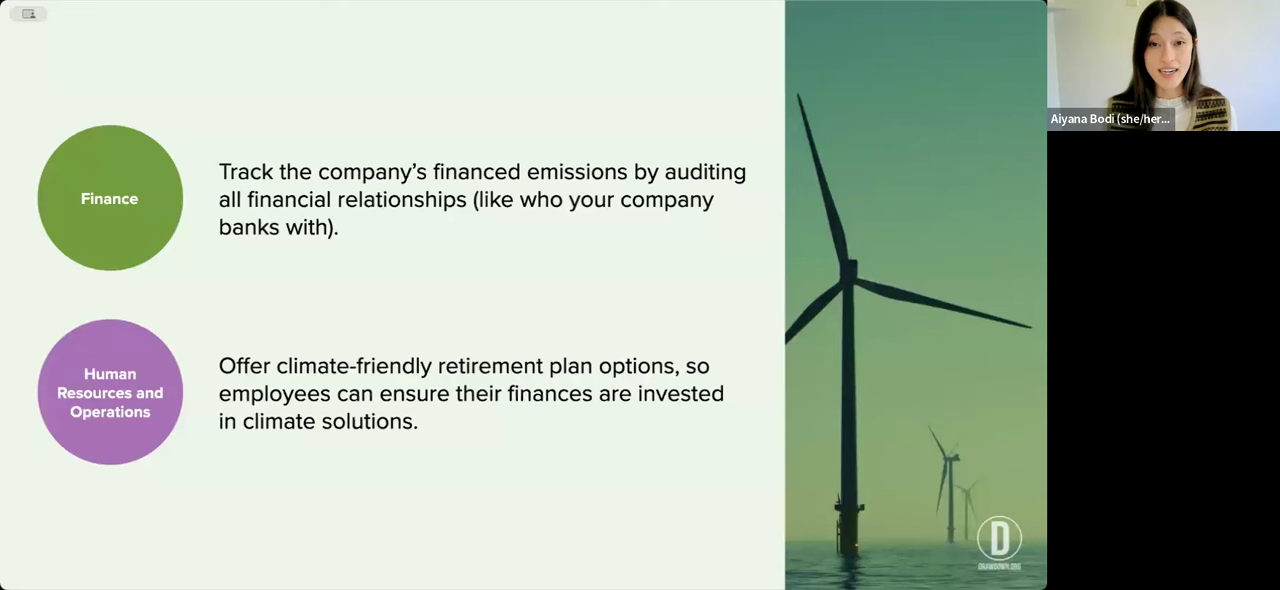 Finance
Track the company’s financed emissions by auditing
all financial relationships (like who your company
banks with).
Human
Resources and
Operations
Offer climate-friendly retirement plan options, so
employees can ensure their finances are invested
in climate solutions.
D
DRAWDOWN.ORG
Aiyana Bodi (she/her...